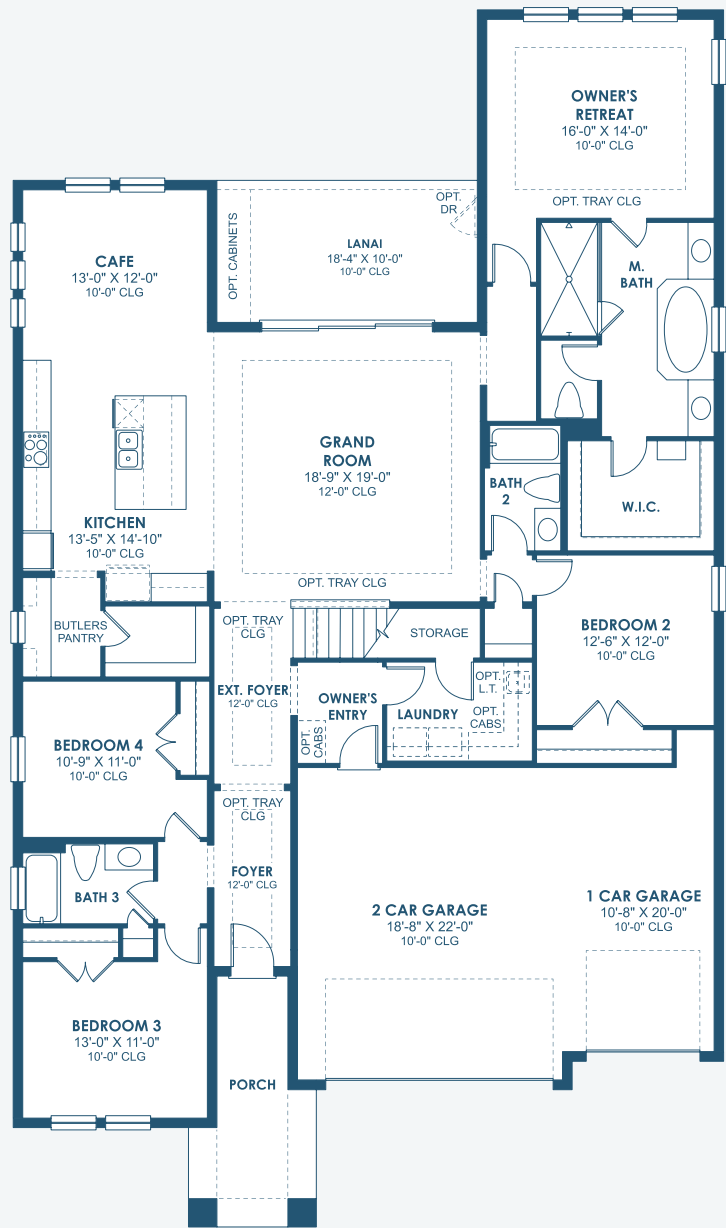 OWNER'S
RETREAT
16'-0" X 14'-0"
10'-0" CLG
OPT. TRAY CLG
OPT.
DR
OPT. CABINETS
LANAI
18'-4" X 10'-0"
10'-0" CLG
CAFE
13'-0" X 12'-0"
10'-0" CLG
M.
BATH
GRAND
ROOM
18'-9" X 19'-0"
12'-0" CLG
OPT. TRAY CLG
BATH
2
W.I.C.
KITCHEN
13'-5" X 14'-10"
10'-0" CLG
BUTLERS
PANTRY
OPT. TRAY
CLG
STORAGE
BEDROOM 2
12'-6" X 12'-0"
10'-0" CLG
EXT. FOYER
12'-0" CLG
OWNER'S
ENTRY
OPT.
CABS
LAUNDRY
OPT.
L.T.
OPT.
CABS
BEDROOM 4
10'-9" X 11'-0"
10'-0" CLG
OPT. TRAY
CLG
FOYER
12'-0" CLG
BATH 3
2 CAR GARAGE
18'-8" X 22'-0"
10'-0" CLG
1 CAR GARAGE
10'-8" X 20'-0"
10'-0" CLG
BEDROOM 3
13'-0" X 11'-0"
10'-0" CLG
PORCH